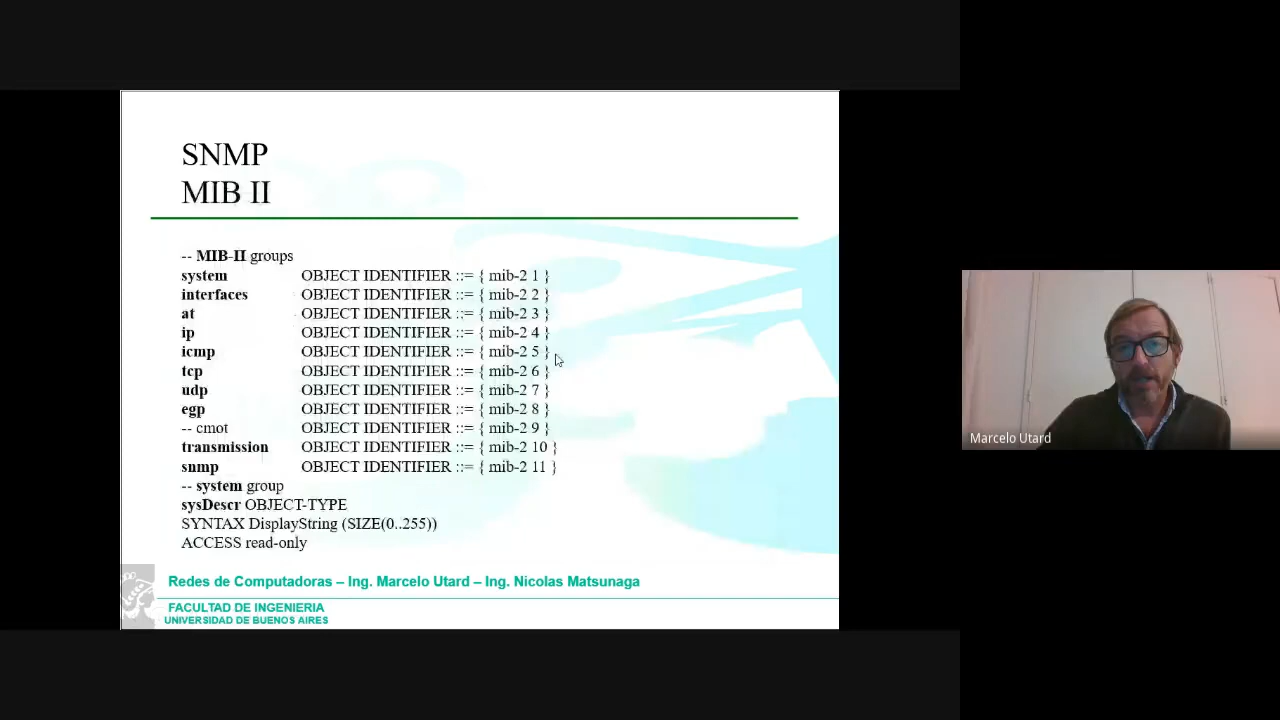 SNMP
MIB II
-- MIB-II groups
system OBJECT IDENTIFIER ::= { mib-2 1 }
interfaces OBJECT IDENTIFIER ::= { mib-2 2 }
at OBJECT IDENTIFIER ::= { mib-2 3 }
ip OBJECT IDENTIFIER ::= { mib-2 4 }
icmp OBJECT IDENTIFIER ::= { mib-2 5 }
tcp OBJECT IDENTIFIER ::= { mib-2 6 }
udp OBJECT IDENTIFIER ::= { mib-2 7 }
egp OBJECT IDENTIFIER ::= { mib-2 8 }
-- cmot OBJECT IDENTIFIER ::= { mib-2 9 }
transmission OBJECT IDENTIFIER ::= { mib-2 10 }
snmp OBJECT IDENTIFIER ::= { mib-2 11 }
-- system group
sysDescr OBJECT-TYPE
SYNTAX DisplayString (SIZE(0..255))
ACCESS read-only
Redes de Computadoras – Ing. Marcelo Utard – Ing. Nicolas Matsunaga
FACULTAD DE INGENIERIA
UNIVERSIDAD DE BUENOS AIRES
Marcelo Utard